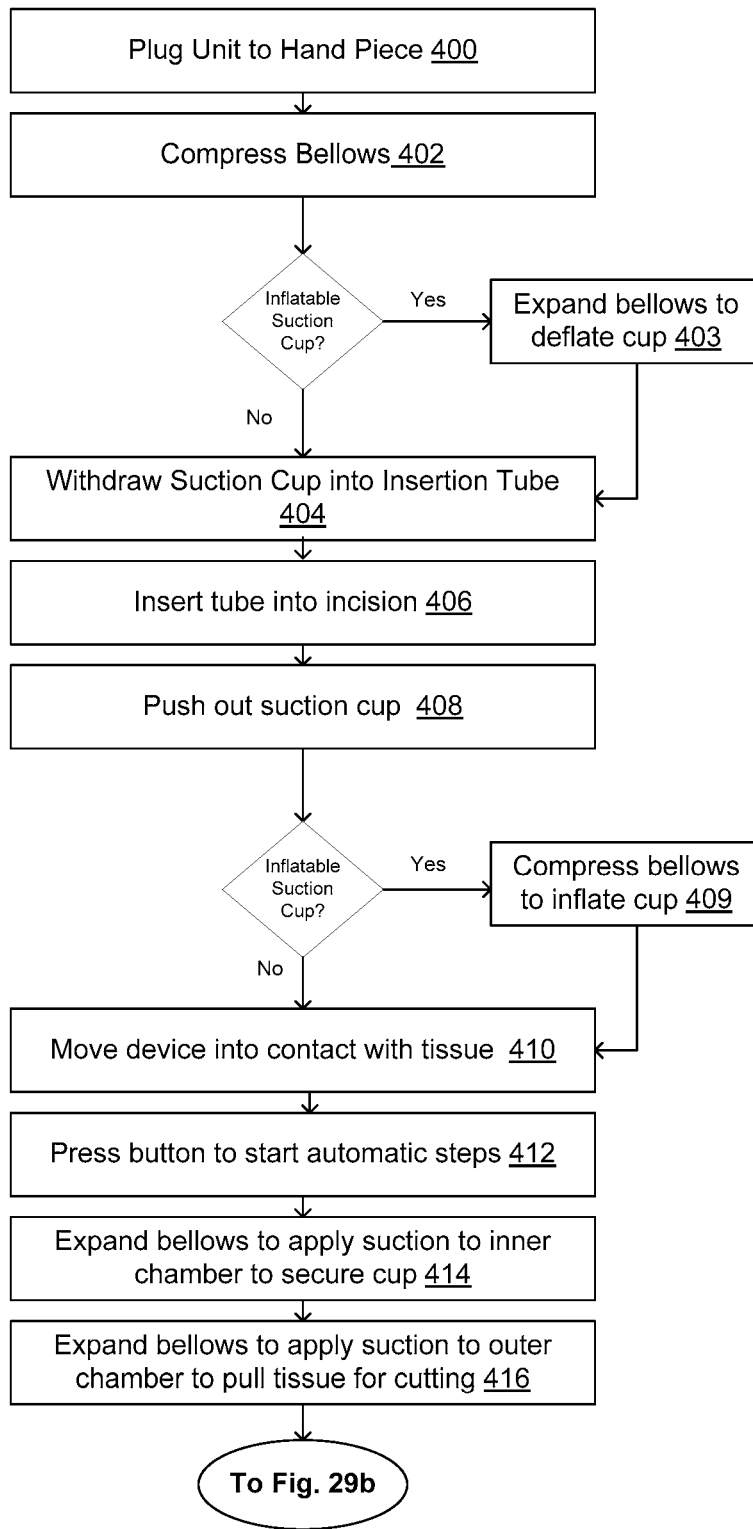 Plug Unit to Hand Piece 400
Compress Bellows 402
Inflatable
Suction
Cup?
Yes
Expand bellows to
deflate cup 403
No
Withdraw Suction Cup into Insertion Tube
404
Insert tube into incision 406
Push out suction cup 408
Inflatable
Suction
Cup?
Yes
Compress bellows
to inflate cup 409
No
Move device into contact with tissue 410
Press button to start automatic steps 412
Expand bellows to apply suction to inner
chamber to secure cup 414
Expand bellows to apply suction to outer
chamber to pull tissue for cutting 416
To Fig. 29b